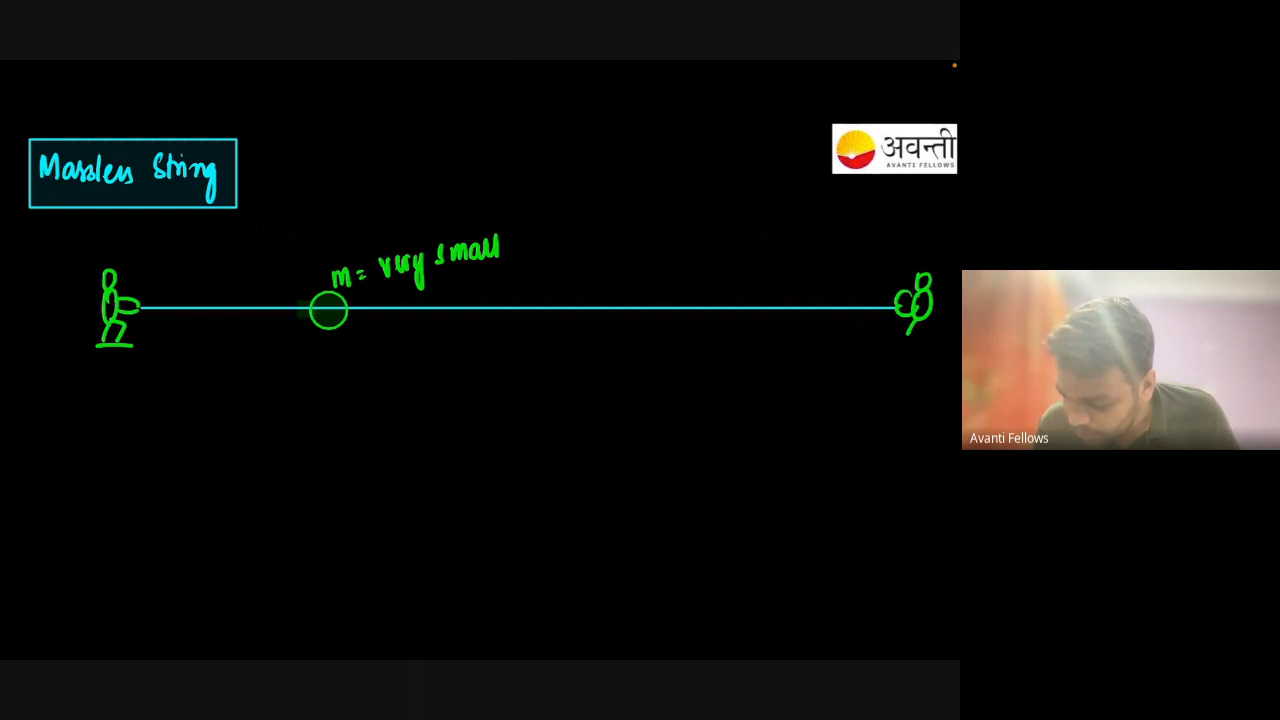 Massless String
m = very small
अवन्ती
AVANTI FELLOWS
Avanti Fellows